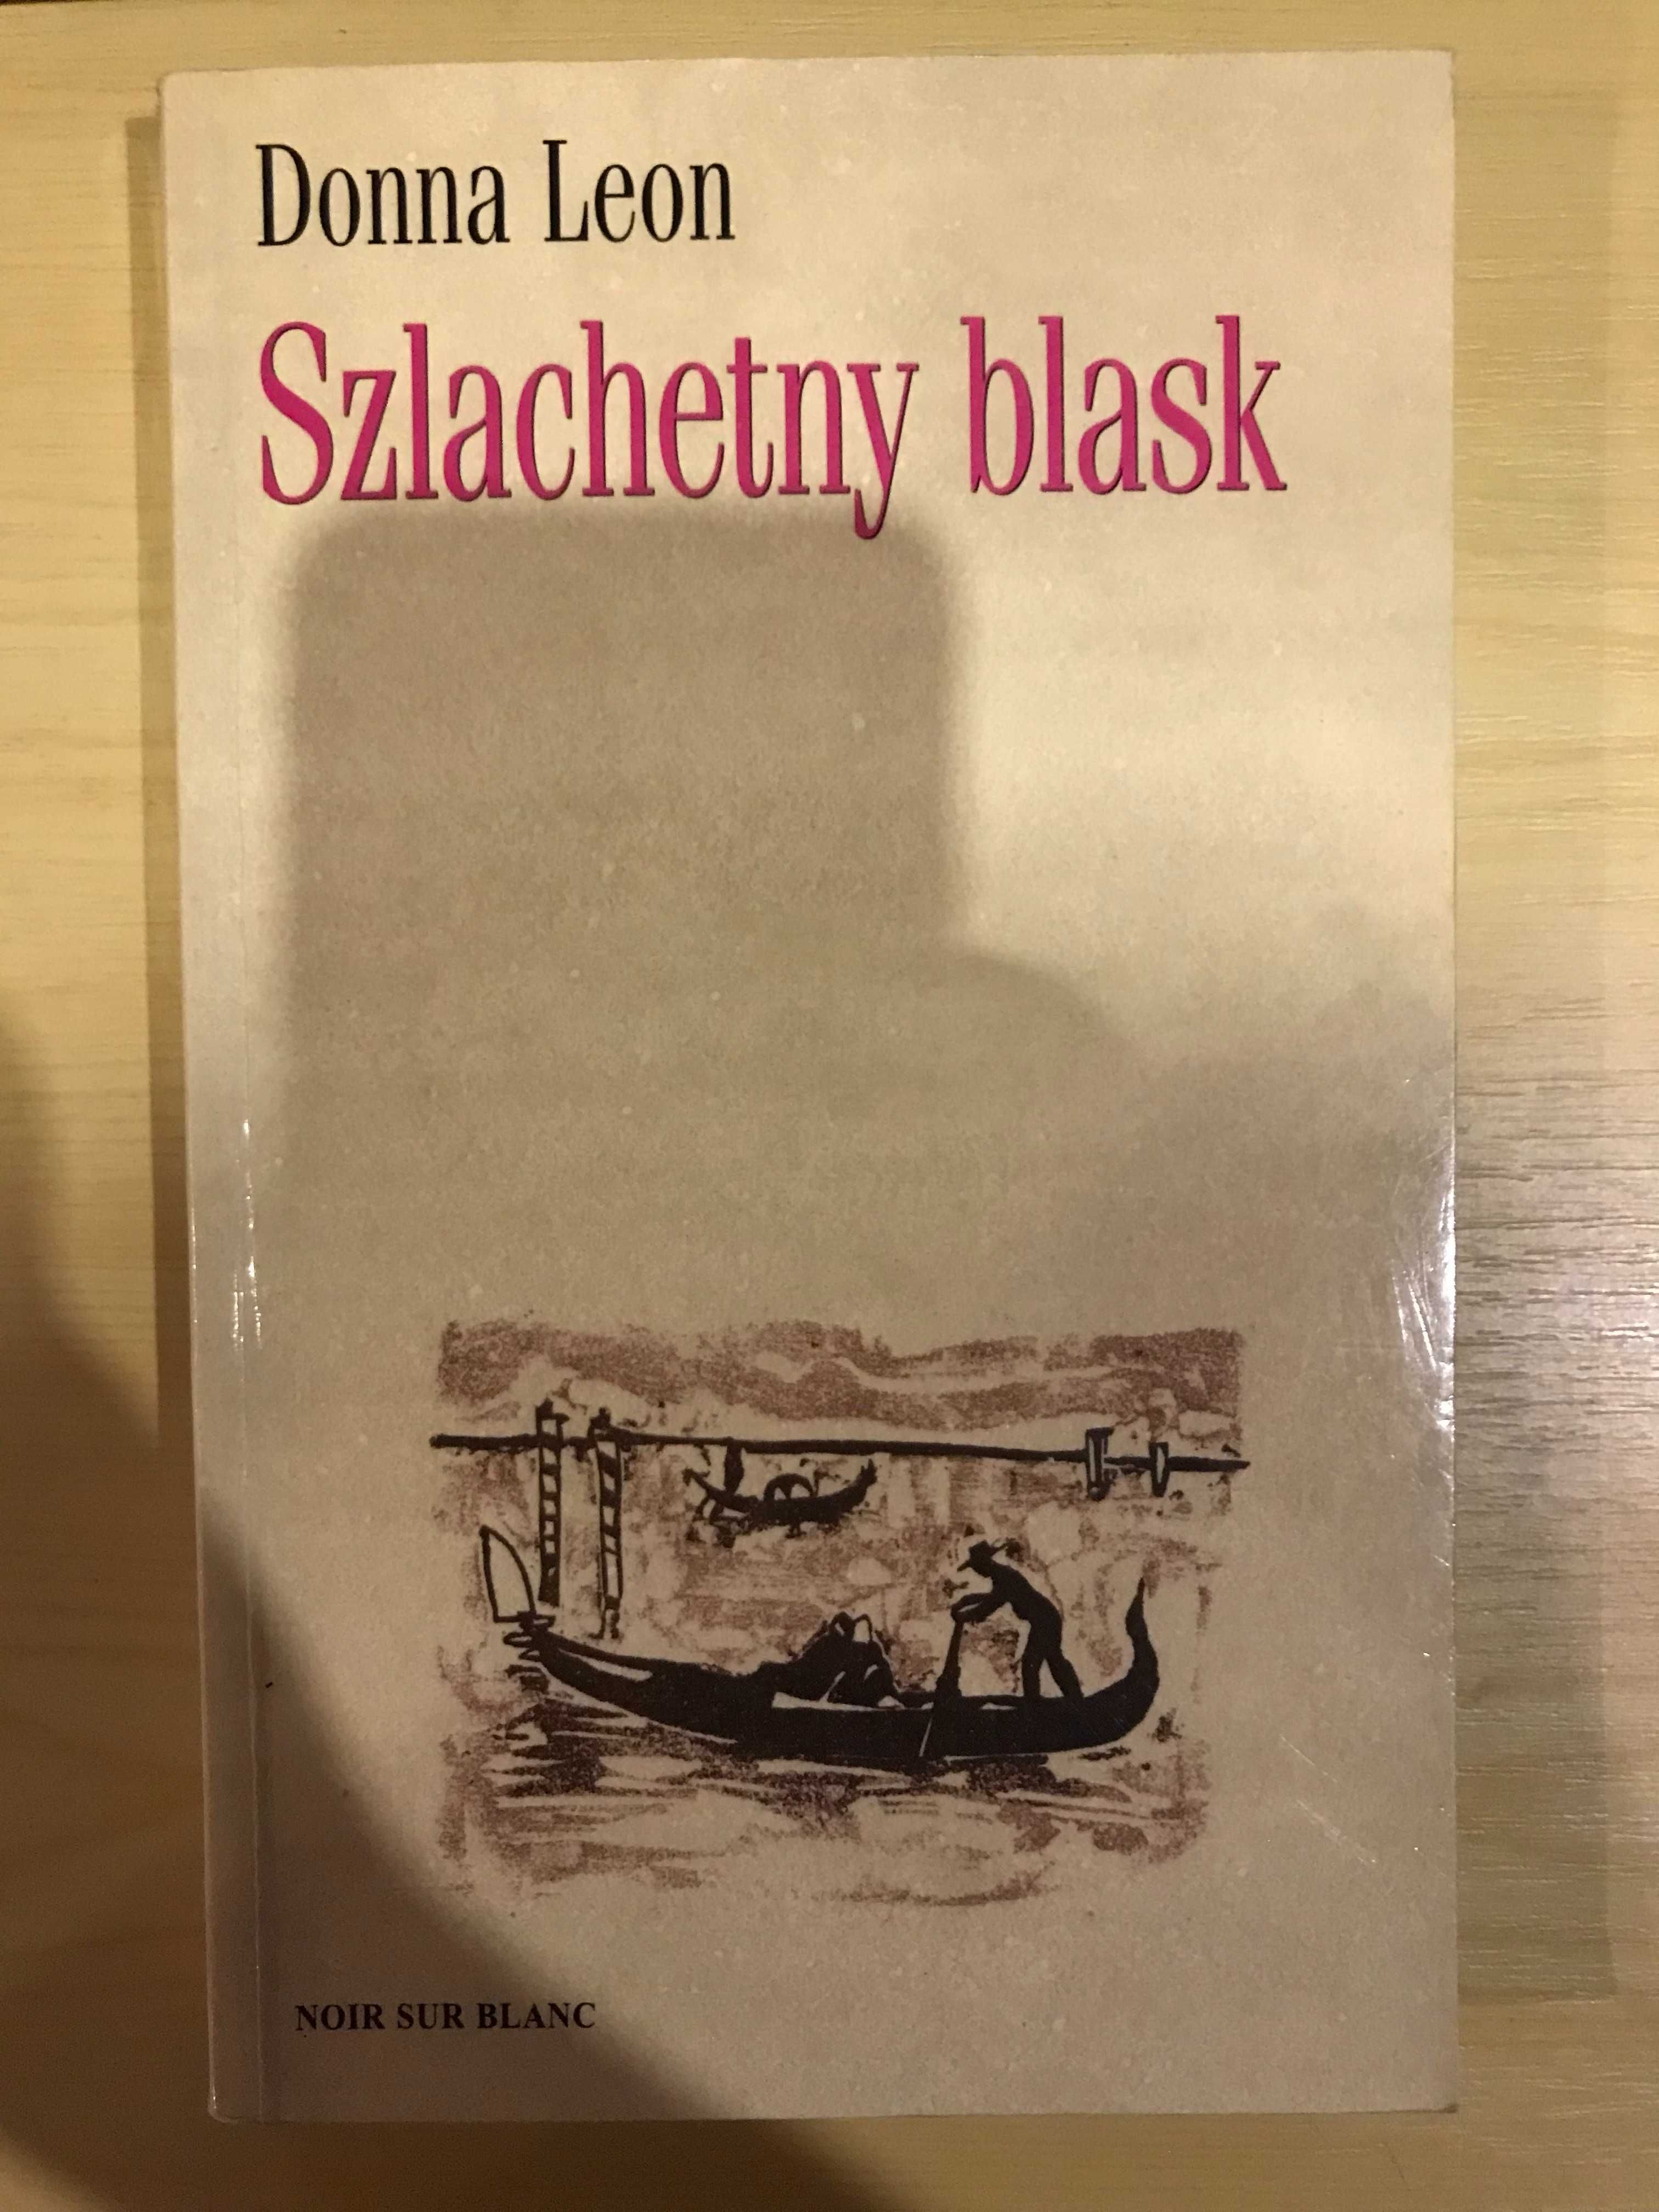 Donna Leon
Szlachetny blask
NOIR SUR BLANC